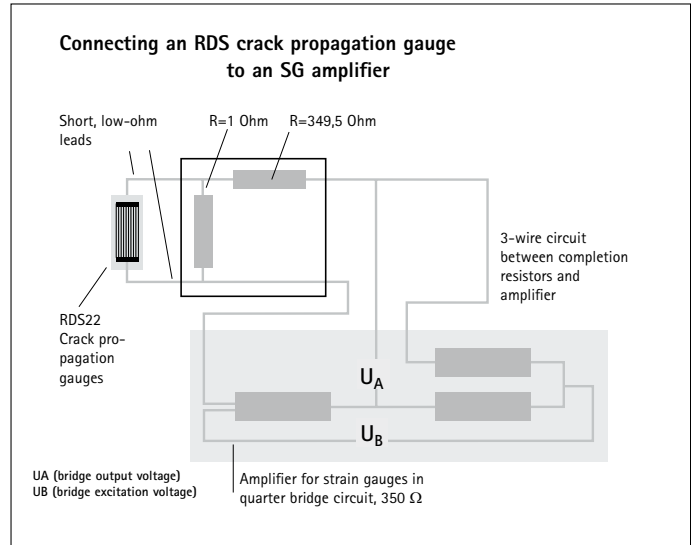 Connecting an RDS crack propagation gauge
to an SG amplifier
Short, low-ohm
leads
R=1 Ohm
R=349,5 Ohm
3-wire circuit
between completion
resistors and
amplifier
RDS22
Crack pro-
pagation
gauges
UA
UB
UA (bridge output voltage)
UB (bridge excitation voltage)
Amplifier for strain gauges in
quarter bridge circuit, 350 Ω